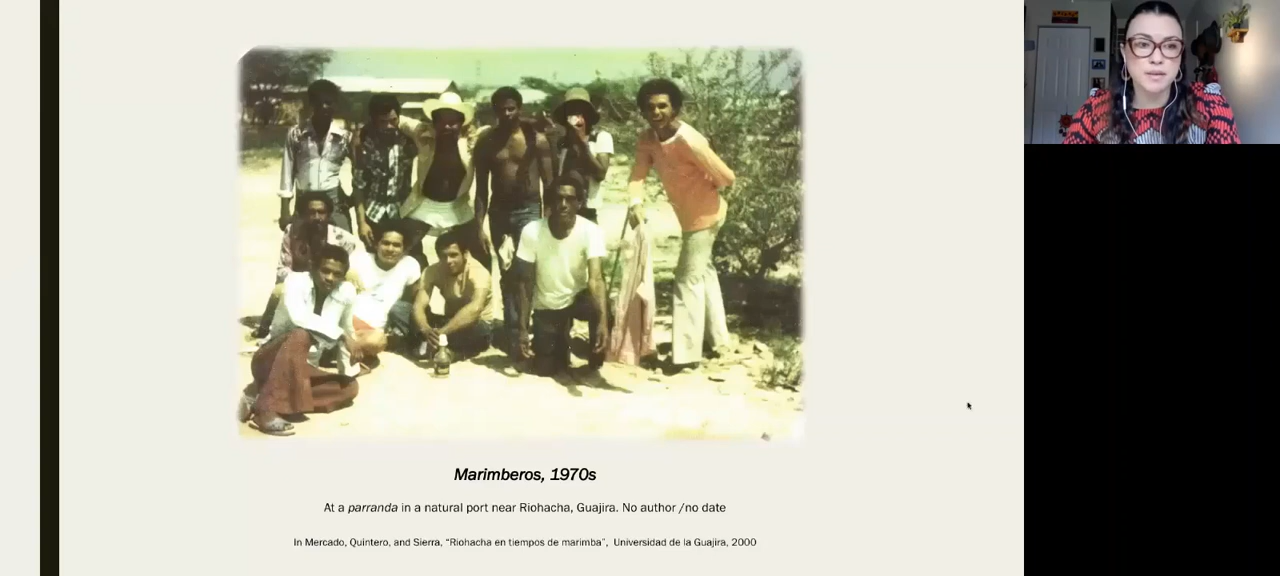 Marimberos, 1970s
At a parranda in a natural port near Riohacha, Guajira. No author /no date
In Mercado, Quintero, and Sierra, “Riohacha en tiempos de marimba”, Universidad de la Guajira, 2000